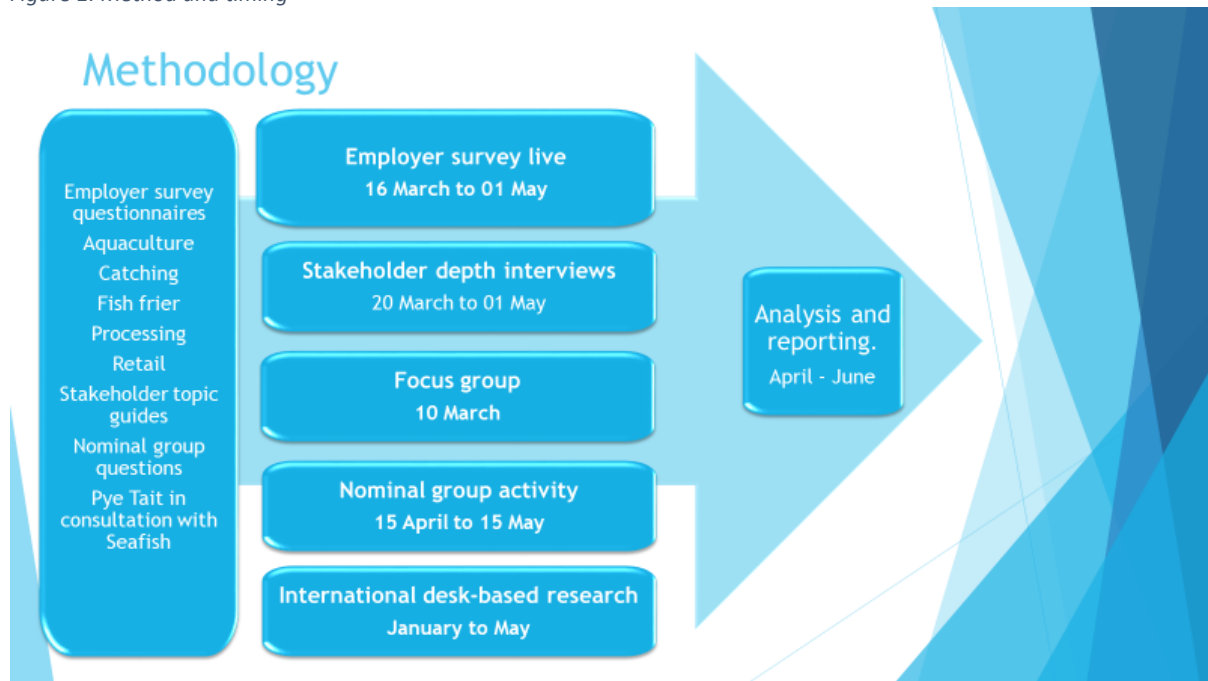 Methodology
Employer survey
questionnaires
Aquaculture
Catching
Fish frier
Processing
Retail
Stakeholder topic
guides
Nominal group
questions
Pye Tait in
consultation with
Seafish
Employer survey live
16 March to 01 May
Stakeholder depth interviews
20 March to 01 May
Focus group
10 March
Nominal group activity
15 April to 15 May
International desk-based research
January to May
Analysis and
reporting.
April - June